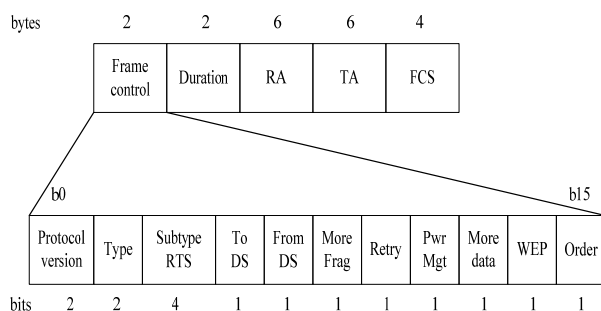 bytes 2 2 6 6 4
Frame control Duration RA TA FCS
b0 b15
Protocol version Type Subtype RTS To DS From DS More Frag Retry Pwr Mgt More data WEP Order
bits 2 2 4 1 1 1 1 1 1 1 1